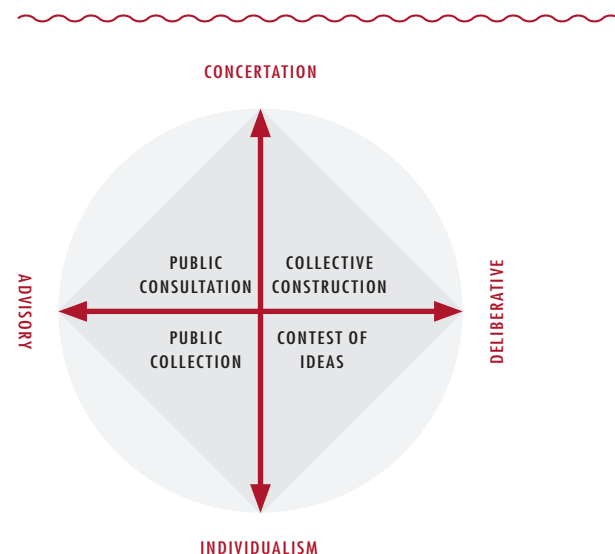 CONCERTATION
PUBLIC
CONSULTATION
COLLECTIVE
CONSTRUCTION
ADVISORY
DELIBERATIVE
PUBLIC
COLLECTION
CONTEST OF
IDEAS
INDIVIDUALISM